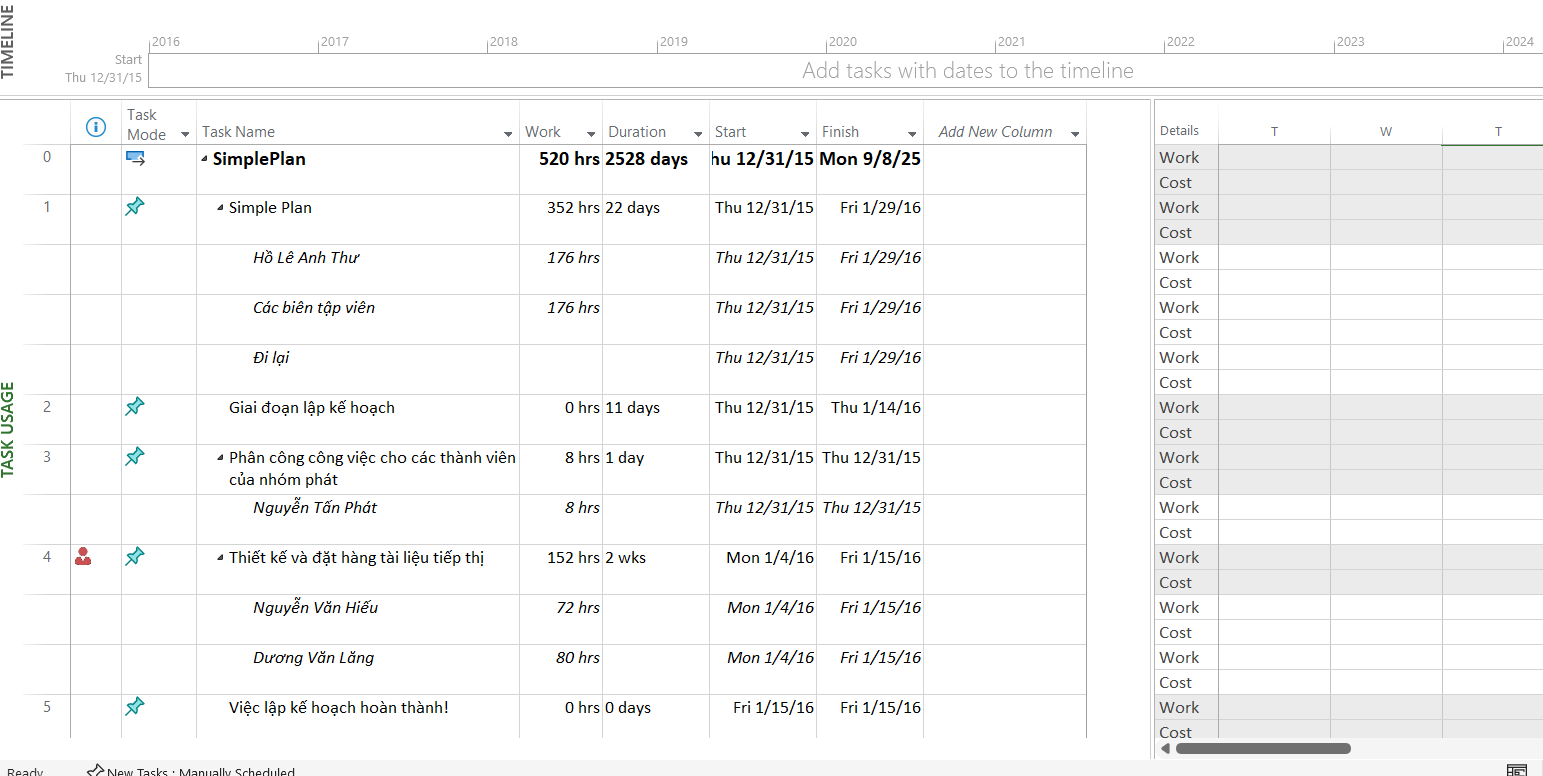 TIMELINE
2016 2017 2018 2019 2020 2021 2022 2023 2024
Start
Thu 12/31/15
Add tasks with dates to the timeline
TASK USAGE
Task Mode Task Name Work Duration Start Finish Add New Column Details T W T
0 SimplePlan 520 hrs 2528 days hu 12/31/15 Mon 9/8/25 Work
Cost
1 Simple Plan 352 hrs 22 days Thu 12/31/15 Fri 1/29/16 Work
Cost
Hồ Lê Anh Thư 176 hrs Thu 12/31/15 Fri 1/29/16 Work
Cost
Các biên tập viên 176 hrs Thu 12/31/15 Fri 1/29/16 Work
Cost
Đi lại Thu 12/31/15 Fri 1/29/16 Work
Cost
2 Giai đoạn lập kế hoạch 0 hrs 11 days Thu 12/31/15 Thu 1/14/16 Work
Cost
3 Phân công công việc cho các thành viên 8 hrs 1 day Thu 12/31/15 Thu 12/31/15 Work
của nhóm phát Cost
Nguyễn Tấn Phát 8 hrs Thu 12/31/15 Thu 12/31/15 Work
Cost
4 Thiết kế và đặt hàng tài liệu tiếp thị 152 hrs 2 wks Mon 1/4/16 Fri 1/15/16 Work
Cost
Nguyễn Văn Hiếu 72 hrs Mon 1/4/16 Fri 1/15/16 Work
Cost
Dương Văn Lăng 80 hrs Mon 1/4/16 Fri 1/15/16 Work
Cost
5 Việc lập kế hoạch hoàn thành! 0 hrs 0 days Fri 1/15/16 Fri 1/15/16 Work
Cost
Ready New Tasks : Manually Scheduled